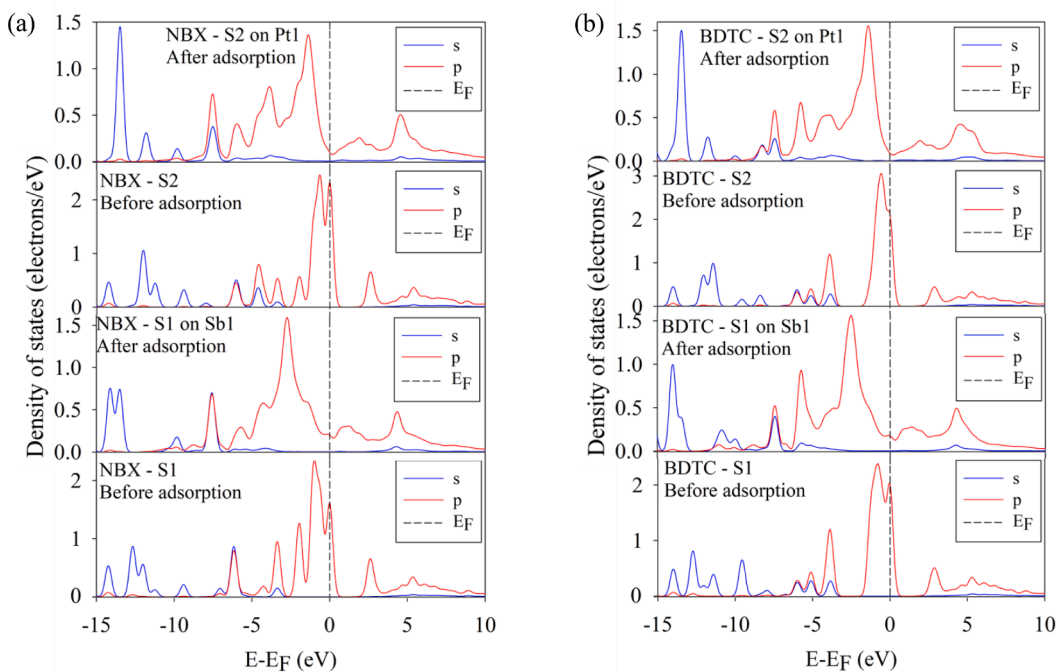 (a)
Density of states (electrons/eV)
1.5
1.0
0.5
0.0
NBX - S2 on Pt1
After adsorption
s
p
EF
2
1
0
NBX - S2
Before adsorption
s
p
EF
1.5
1.0
0.5
0.0
NBX - S1 on Sb1
After adsorption
s
p
EF
2
1
0
NBX - S1
Before adsorption
s
p
EF
-15 -10 -5 0 5 10
E-EF (eV)
(b)
Density of states (electrons/eV)
1.5
1.0
0.5
0.0
BDTC - S2 on Pt1
After adsorption
s
p
EF
3
2
1
0
BDTC - S2
Before adsorption
s
p
EF
1.5
1.0
0.5
0.0
BDTC - S1 on Sb1
After adsorption
s
p
EF
2
1
0
BDTC - S1
Before adsorption
s
p
EF
-15 -10 -5 0 5 10
E-EF (eV)